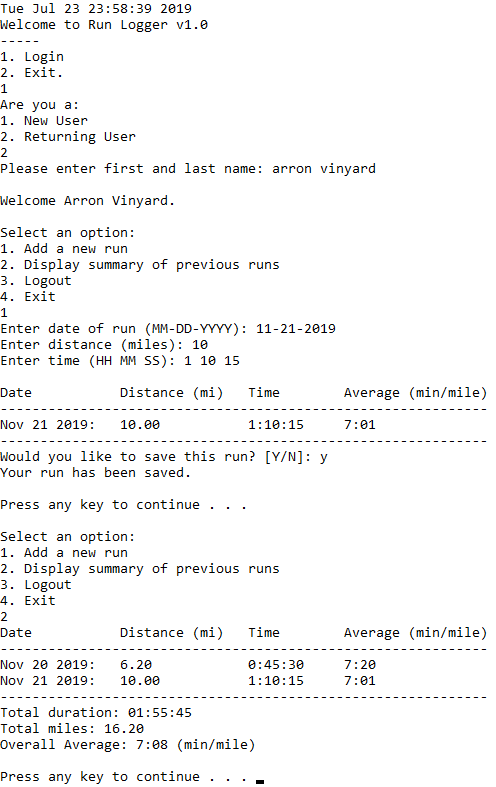 Tue Jul 23 23:58:39 2019
Welcome to Run Logger v1.0
-----
1. Login
2. Exit.
1
Are you a:
1. New User
2. Returning User
2
Please enter first and last name: arron vinyard
Welcome Arron Vinyard.
Select an option:
1. Add a new run
2. Display summary of previous runs
3. Logout
4. Exit
1
Enter date of run (MM-DD-YYYY): 11-21-2019
Enter distance (miles): 10
Enter time (HH MM SS): 1 10 15
Date           Distance (mi)   Time        Average (min/mile)
-------------------------------------------------------------
Nov 21 2019:   10.00           1:10:15     7:01
-------------------------------------------------------------
Would you like to save this run? [Y/N]: y
Your run has been saved.
Press any key to continue . . .
Select an option:
1. Add a new run
2. Display summary of previous runs
3. Logout
4. Exit
2
Date           Distance (mi)   Time        Average (min/mile)
-------------------------------------------------------------
Nov 20 2019:   6.20            0:45:30     7:20
Nov 21 2019:   10.00           1:10:15     7:01
-------------------------------------------------------------
Total duration: 01:55:45
Total miles: 16.20
Overall Average: 7:08 (min/mile)
Press any key to continue . . .